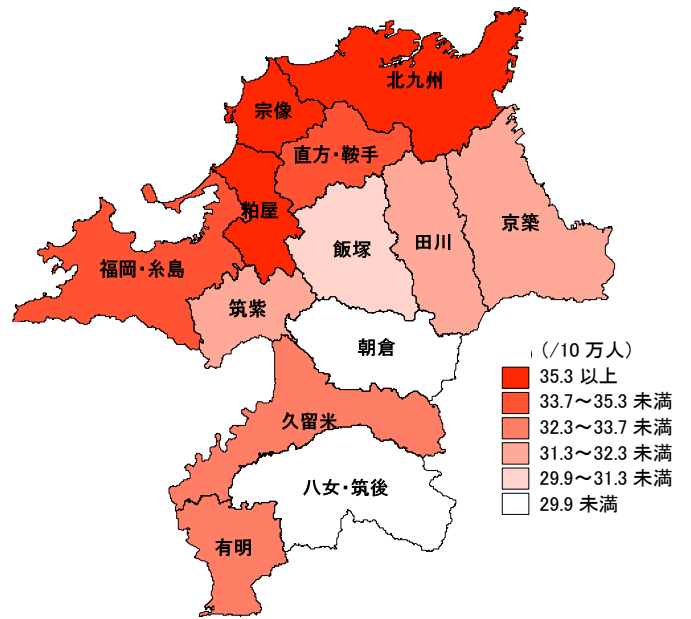 北九州
宗像
直方・鞍手
粕屋
京築
田川
飯塚
福岡・糸島
筑紫
朝倉
(/10 万人)
35.3 以上
33.7～35.3 未満
32.3～33.7 未満
31.3～32.3 未満
29.9～31.3 未満
29.9 未満
久留米
八女・筑後
有明